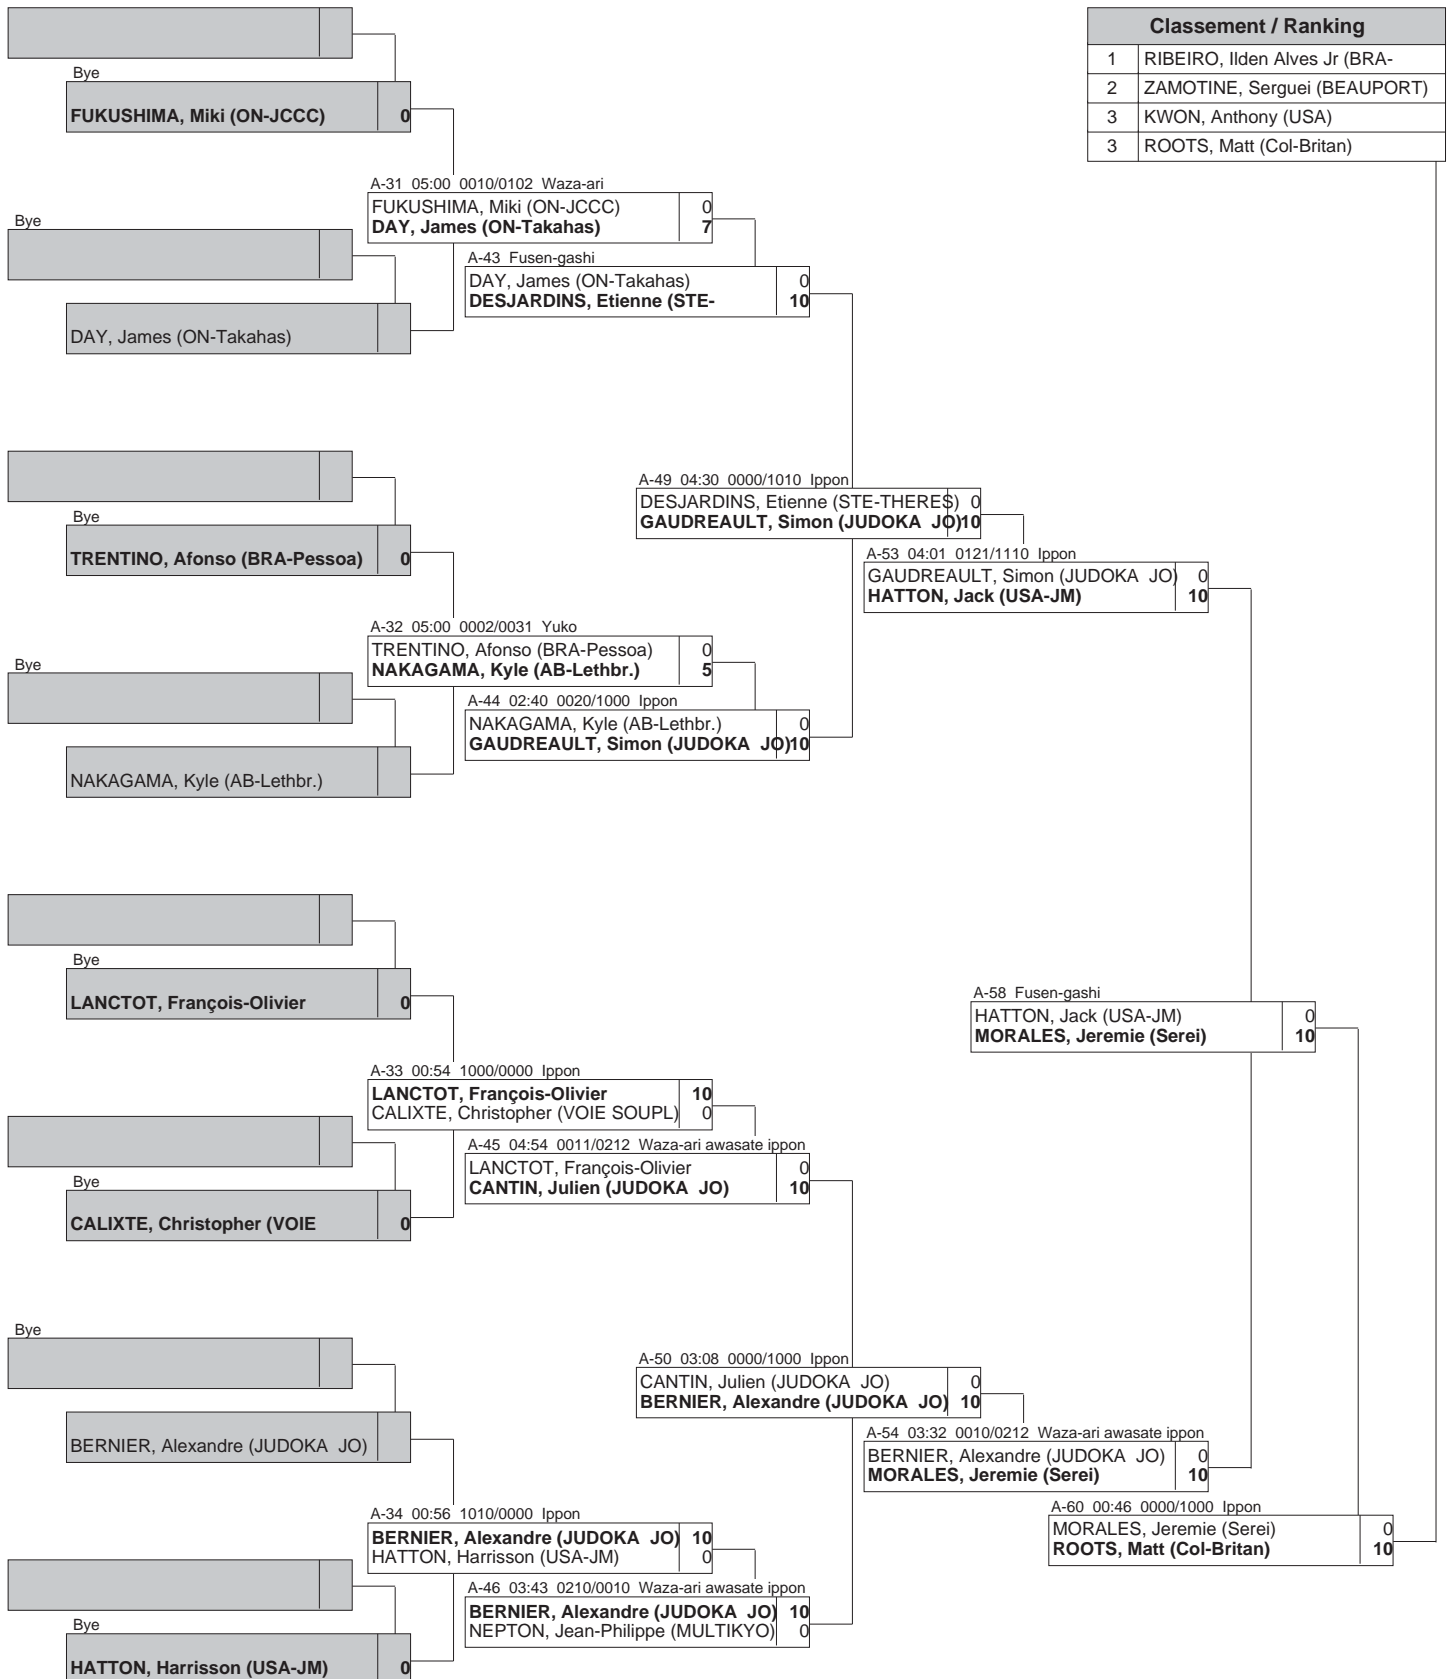 Classement / Ranking
1 RIBEIRO, Ilden Alves Jr (BRA-
2 ZAMOTINE, Serguei (BEAUPORT)
3 KWON, Anthony (USA)
3 ROOTS, Matt (Col-Britan)
Bye
FUKUSHIMA, Miki (ON-JCCC) 0
A-31 05:00 0010/0102 Waza-ari
FUKUSHIMA, Miki (ON-JCCC) 0
DAY, James (ON-Takahas) 7
Bye
A-43 Fusen-gashi
DAY, James (ON-Takahas) 0
DESJARDINS, Etienne (STE- 10
DAY, James (ON-Takahas)
A-49 04:30 0000/1010 Ippon
DESJARDINS, Etienne (STE-THERES) 0
GAUDREAULT, Simon (JUDOKA JO) 10
Bye
TRENTINO, Afonso (BRA-Pessoa) 0
A-53 04:01 0121/1110 Ippon
GAUDREAULT, Simon (JUDOKA JO) 0
HATTON, Jack (USA-JM) 10
A-32 05:00 0002/0031 Yuko
TRENTINO, Afonso (BRA-Pessoa) 0
NAKAGAMA, Kyle (AB-Lethbr.) 5
Bye
A-44 02:40 0020/1000 Ippon
NAKAGAMA, Kyle (AB-Lethbr.) 0
GAUDREAULT, Simon (JUDOKA JO) 10
NAKAGAMA, Kyle (AB-Lethbr.)
Bye
LANCTOT, François-Olivier 0
A-58 Fusen-gashi
HATTON, Jack (USA-JM) 0
MORALES, Jeremie (Serei) 10
A-33 00:54 1000/0000 Ippon
LANCTOT, François-Olivier 10
CALIXTE, Christopher (VOIE SOUPL) 0
A-45 04:54 0011/0212 Waza-ari awasate ippon
LANCTOT, François-Olivier 0
CANTIN, Julien (JUDOKA JO) 10
Bye
CALIXTE, Christopher (VOIE 0
Bye
A-50 03:08 0000/1000 Ippon
CANTIN, Julien (JUDOKA JO) 0
BERNIER, Alexandre (JUDOKA JO) 10
BERNIER, Alexandre (JUDOKA JO)
A-54 03:32 0010/0212 Waza-ari awasate ippon
BERNIER, Alexandre (JUDOKA JO) 0
MORALES, Jeremie (Serei) 10
A-34 00:56 1010/0000 Ippon
BERNIER, Alexandre (JUDOKA JO) 10
HATTON, Harrisson (USA-JM) 0
A-60 00:46 0000/1000 Ippon
MORALES, Jeremie (Serei) 0
ROOTS, Matt (Col-Britan) 10
A-46 03:43 0210/0010 Waza-ari awasate ippon
BERNIER, Alexandre (JUDOKA JO) 10
NEPTON, Jean-Philippe (MULTIKYO) 0
Bye
HATTON, Harrisson (USA-JM) 0